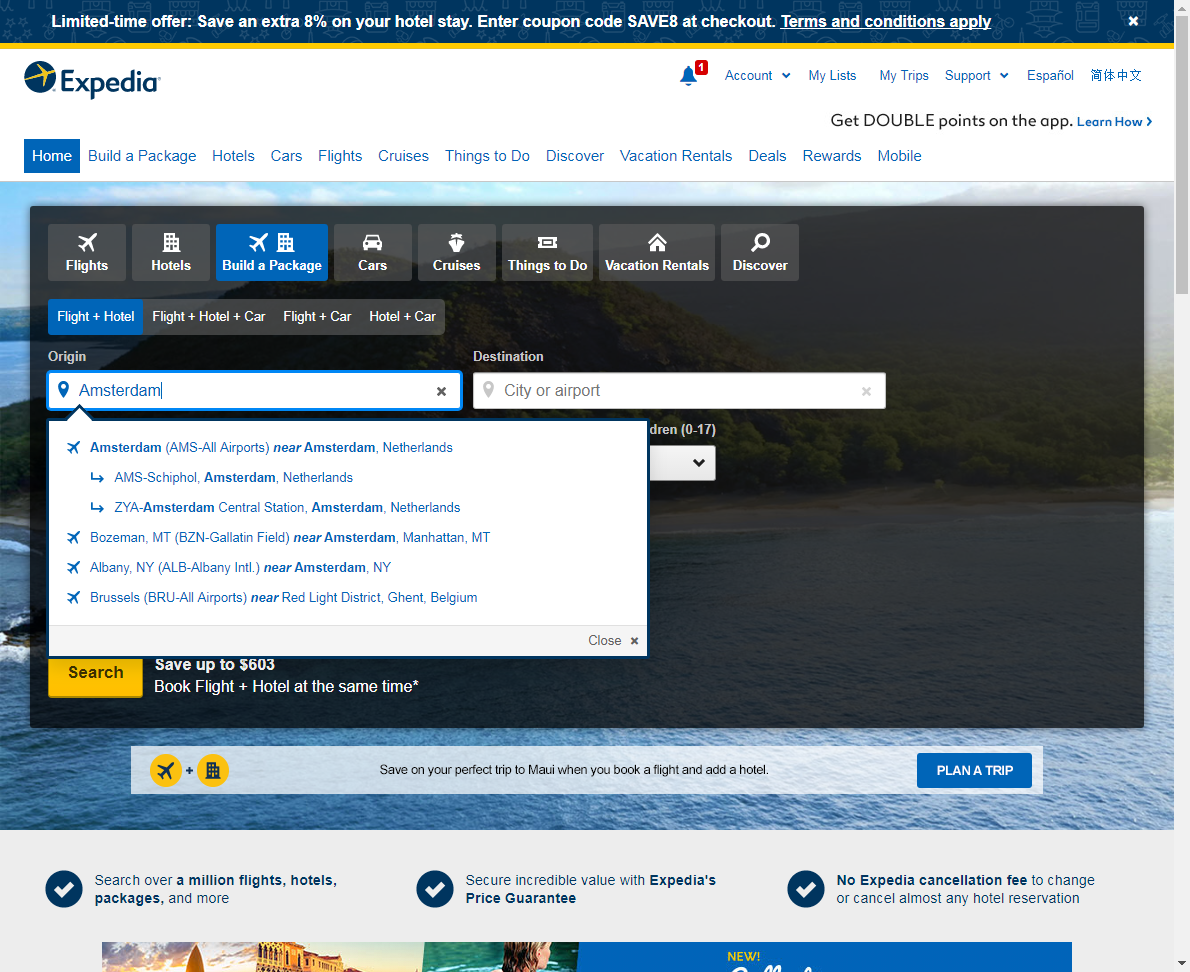 Limited-time offer: Save an extra 8% on your hotel stay. Enter coupon code SAVE8 at checkout. Terms and conditions apply
Expedia
1
Account My Lists My Trips Support Español 简体中文
Get DOUBLE points on the app. Learn How
Home Build a Package Hotels Cars Flights Cruises Things to Do Discover Vacation Rentals Deals Rewards Mobile
Flights Hotels Build a Package Cars Cruises Things to Do Vacation Rentals Discover
Flight + Hotel Flight + Hotel + Car Flight + Car Hotel + Car
Origin Destination
Amsterdam City or airport
dren (0-17)
Amsterdam (AMS-All Airports) near Amsterdam, Netherlands
AMS-Schiphol, Amsterdam, Netherlands
ZYA-Amsterdam Central Station, Amsterdam, Netherlands
Bozeman, MT (BZN-Gallatin Field) near Amsterdam, Manhattan, MT
Albany, NY (ALB-Albany Intl.) near Amsterdam, NY
Brussels (BRU-All Airports) near Red Light District, Ghent, Belgium
Close
Search
Save up to $603
Book Flight + Hotel at the same time*
+ Save on your perfect trip to Maui when you book a flight and add a hotel. PLAN A TRIP
Search over a million flights, hotels,
packages, and more
Secure incredible value with Expedia's
Price Guarantee
No Expedia cancellation fee to change
or cancel almost any hotel reservation
NEW!